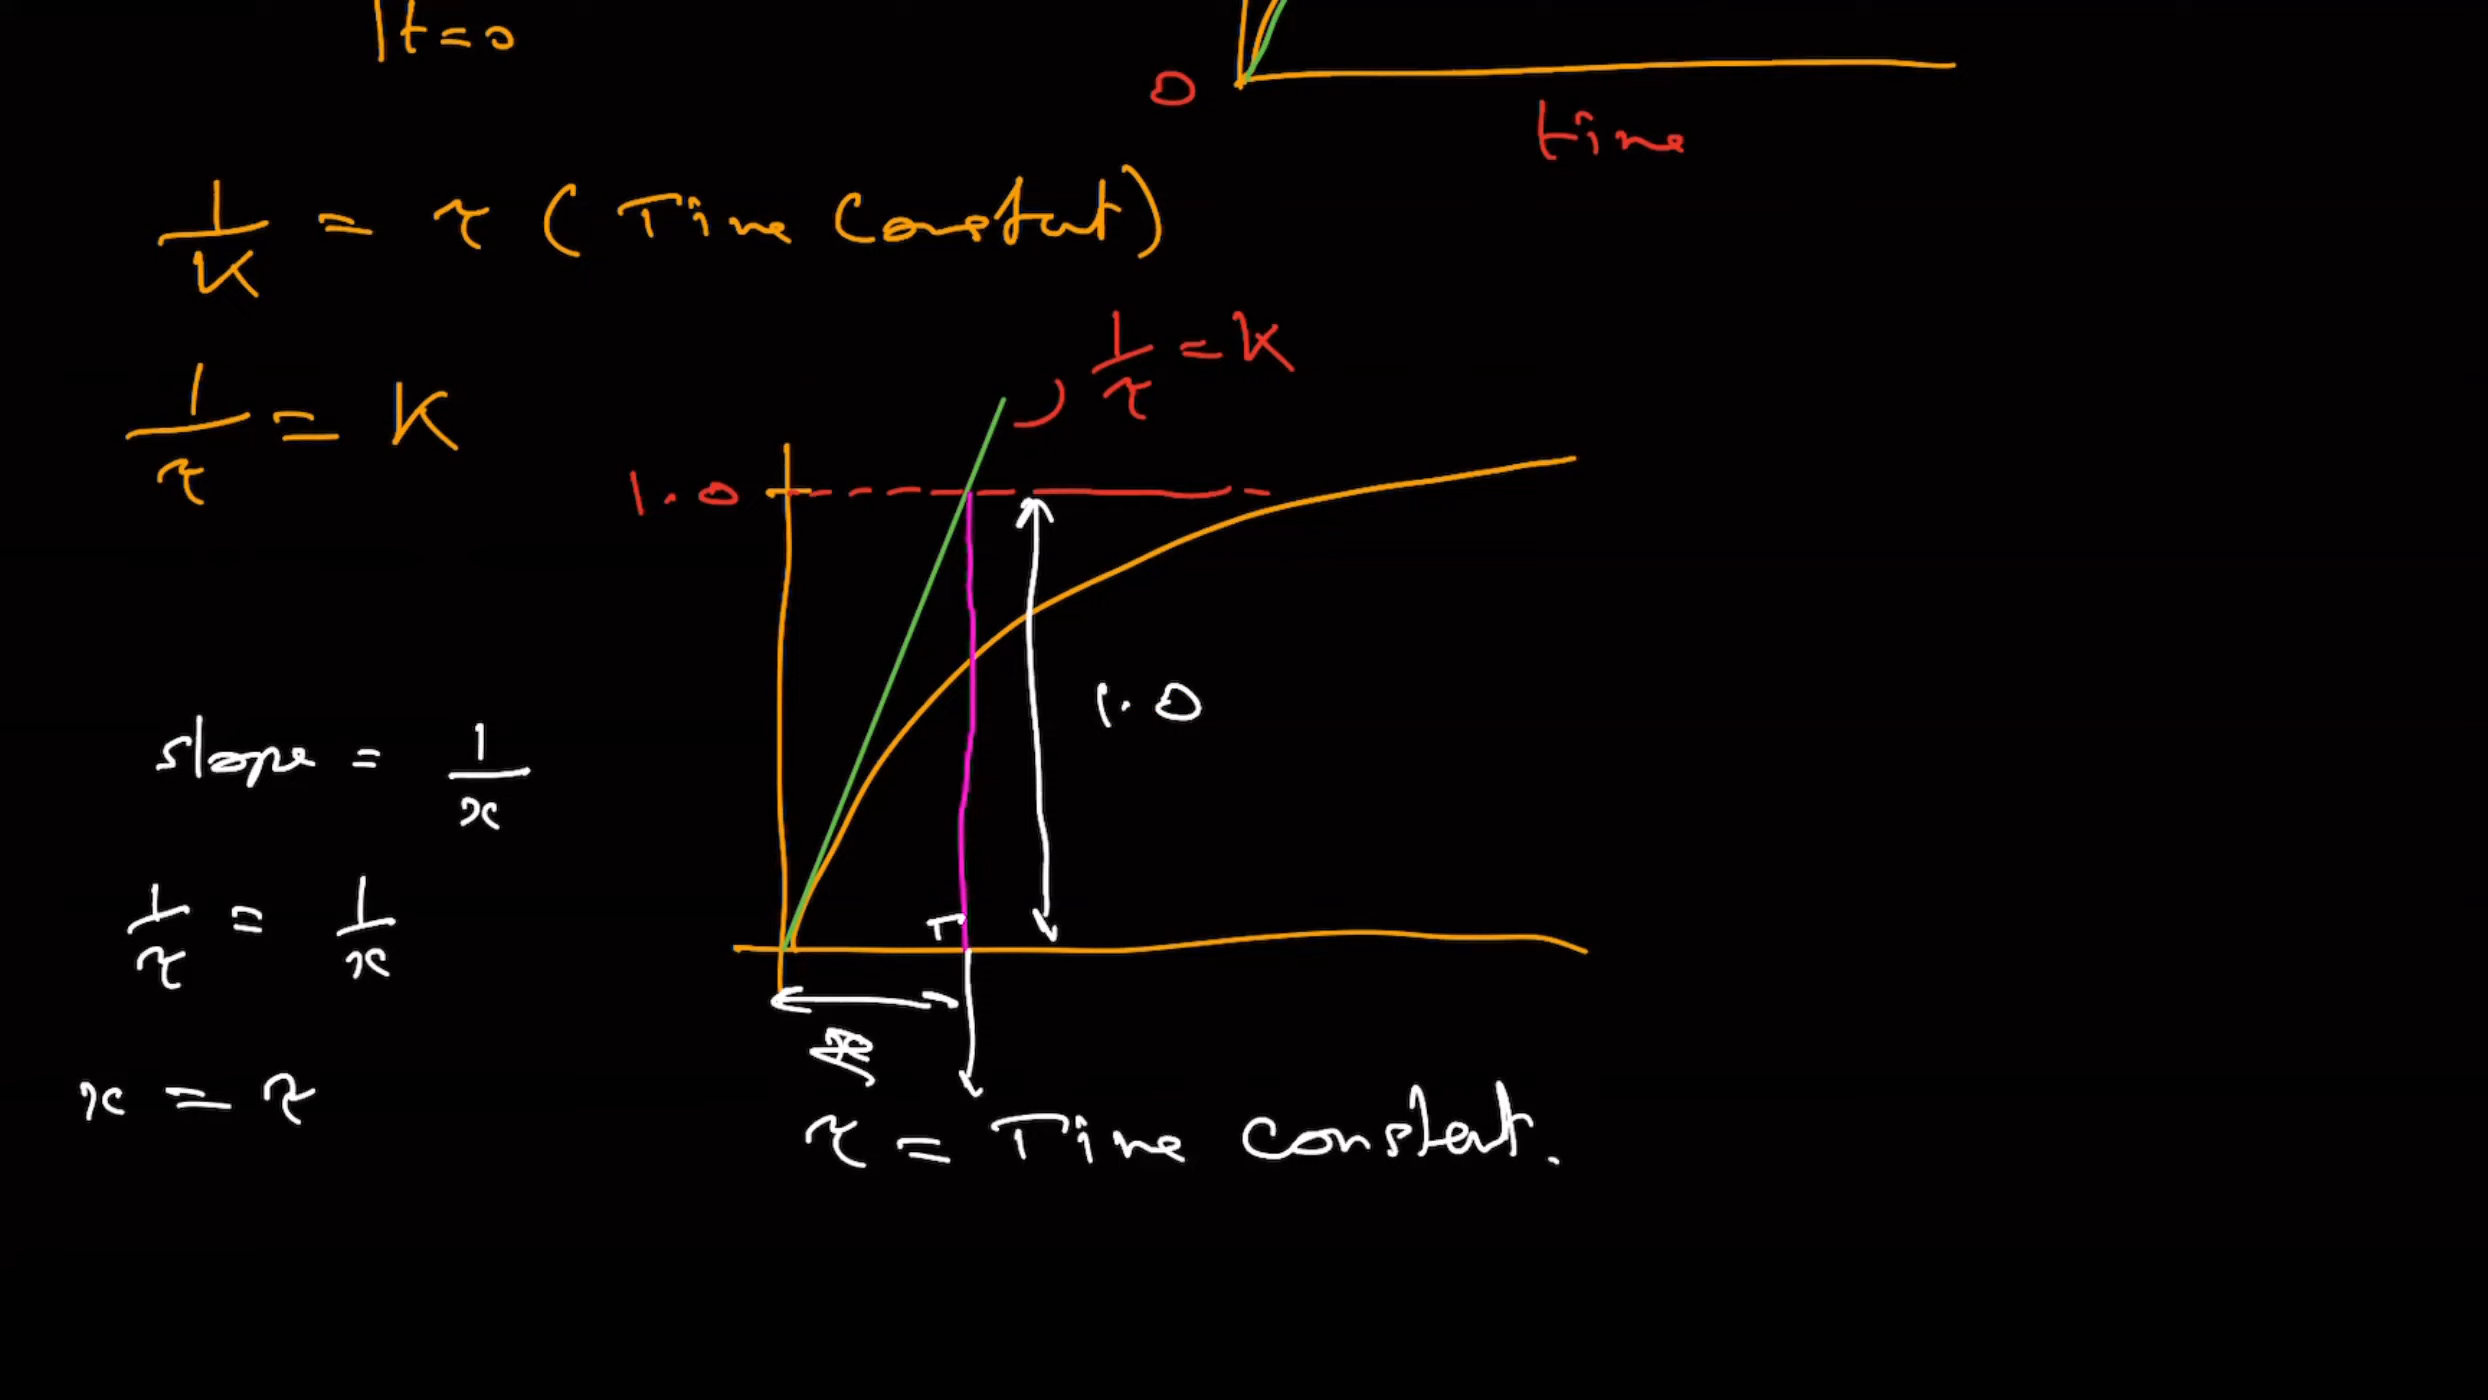 t=0
0
time
1/K = τ (Time Constant)
1/τ = K
1/τ = K
1.0
1.0
slope = 1/x
1/τ = 1/x
x = τ
τ = Time constant.